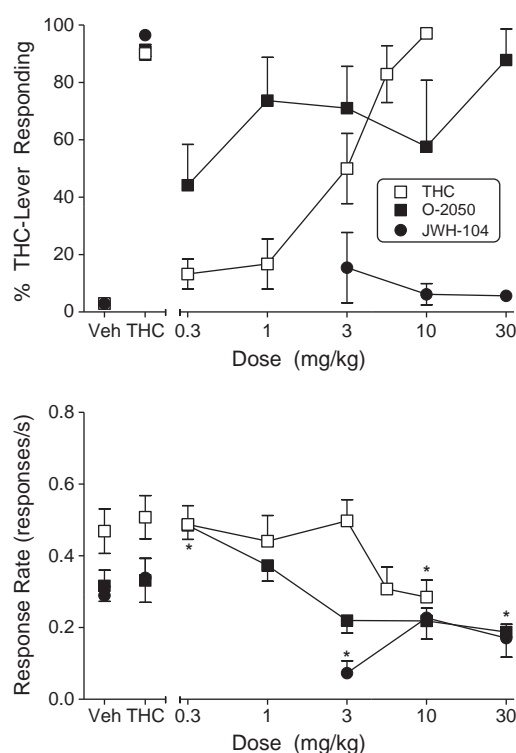 % THC-Lever Responding
100
80
60
40
20
0
THC
O-2050
JWH-104
Veh THC 0.3 1 3 10 30
Dose (mg/kg)
Response Rate (responses/s)
0.8
0.6
0.4
0.2
0.0
*
*
*
*
Veh THC 0.3 1 3 10 30
Dose (mg/kg)